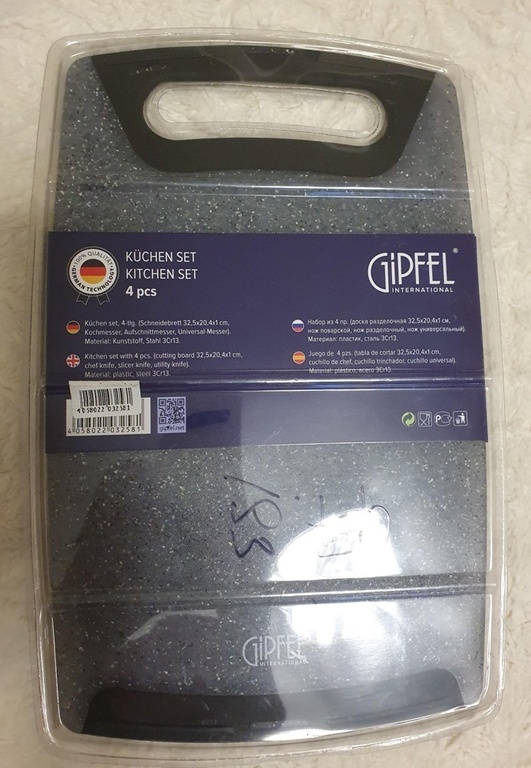 100% QUALITÄT
GERMAN TECHNOLOGY
KÜCHEN SET
KITCHEN SET
4 pcs
GiPFEL®
INTERNATIONAL
Küchen set, 4-tlg. (Schneidebrett 32,5x20,4x1 cm,
Kochmesser, Aufschnittmesser, Universal-Messer).
Material: Kunststoff, Stahl 3Cr13.
Kitchen set with 4 pcs. (cutting board 32,5x20,4x1 cm,
chef knife, slicer knife, utility knife).
Material: plastic, steel 3Cr13.
Набор из 4 пр. (доска разделочная 32,5x20,4x1 см,
нож поварской, нож разделочный, нож универсальный).
Материал: пластик, сталь 3Cr13.
Juego de 4 pzs. (tabla de cortar 32,5x20,4x1 cm,
cuchillo de chef, cuchillo trinchador, cuchillo universal).
Material: plástico, acero 3Cr13.
4 058022 032581
4 058022 032581
gipfel.net
GiPFEL
INTERNATIONAL